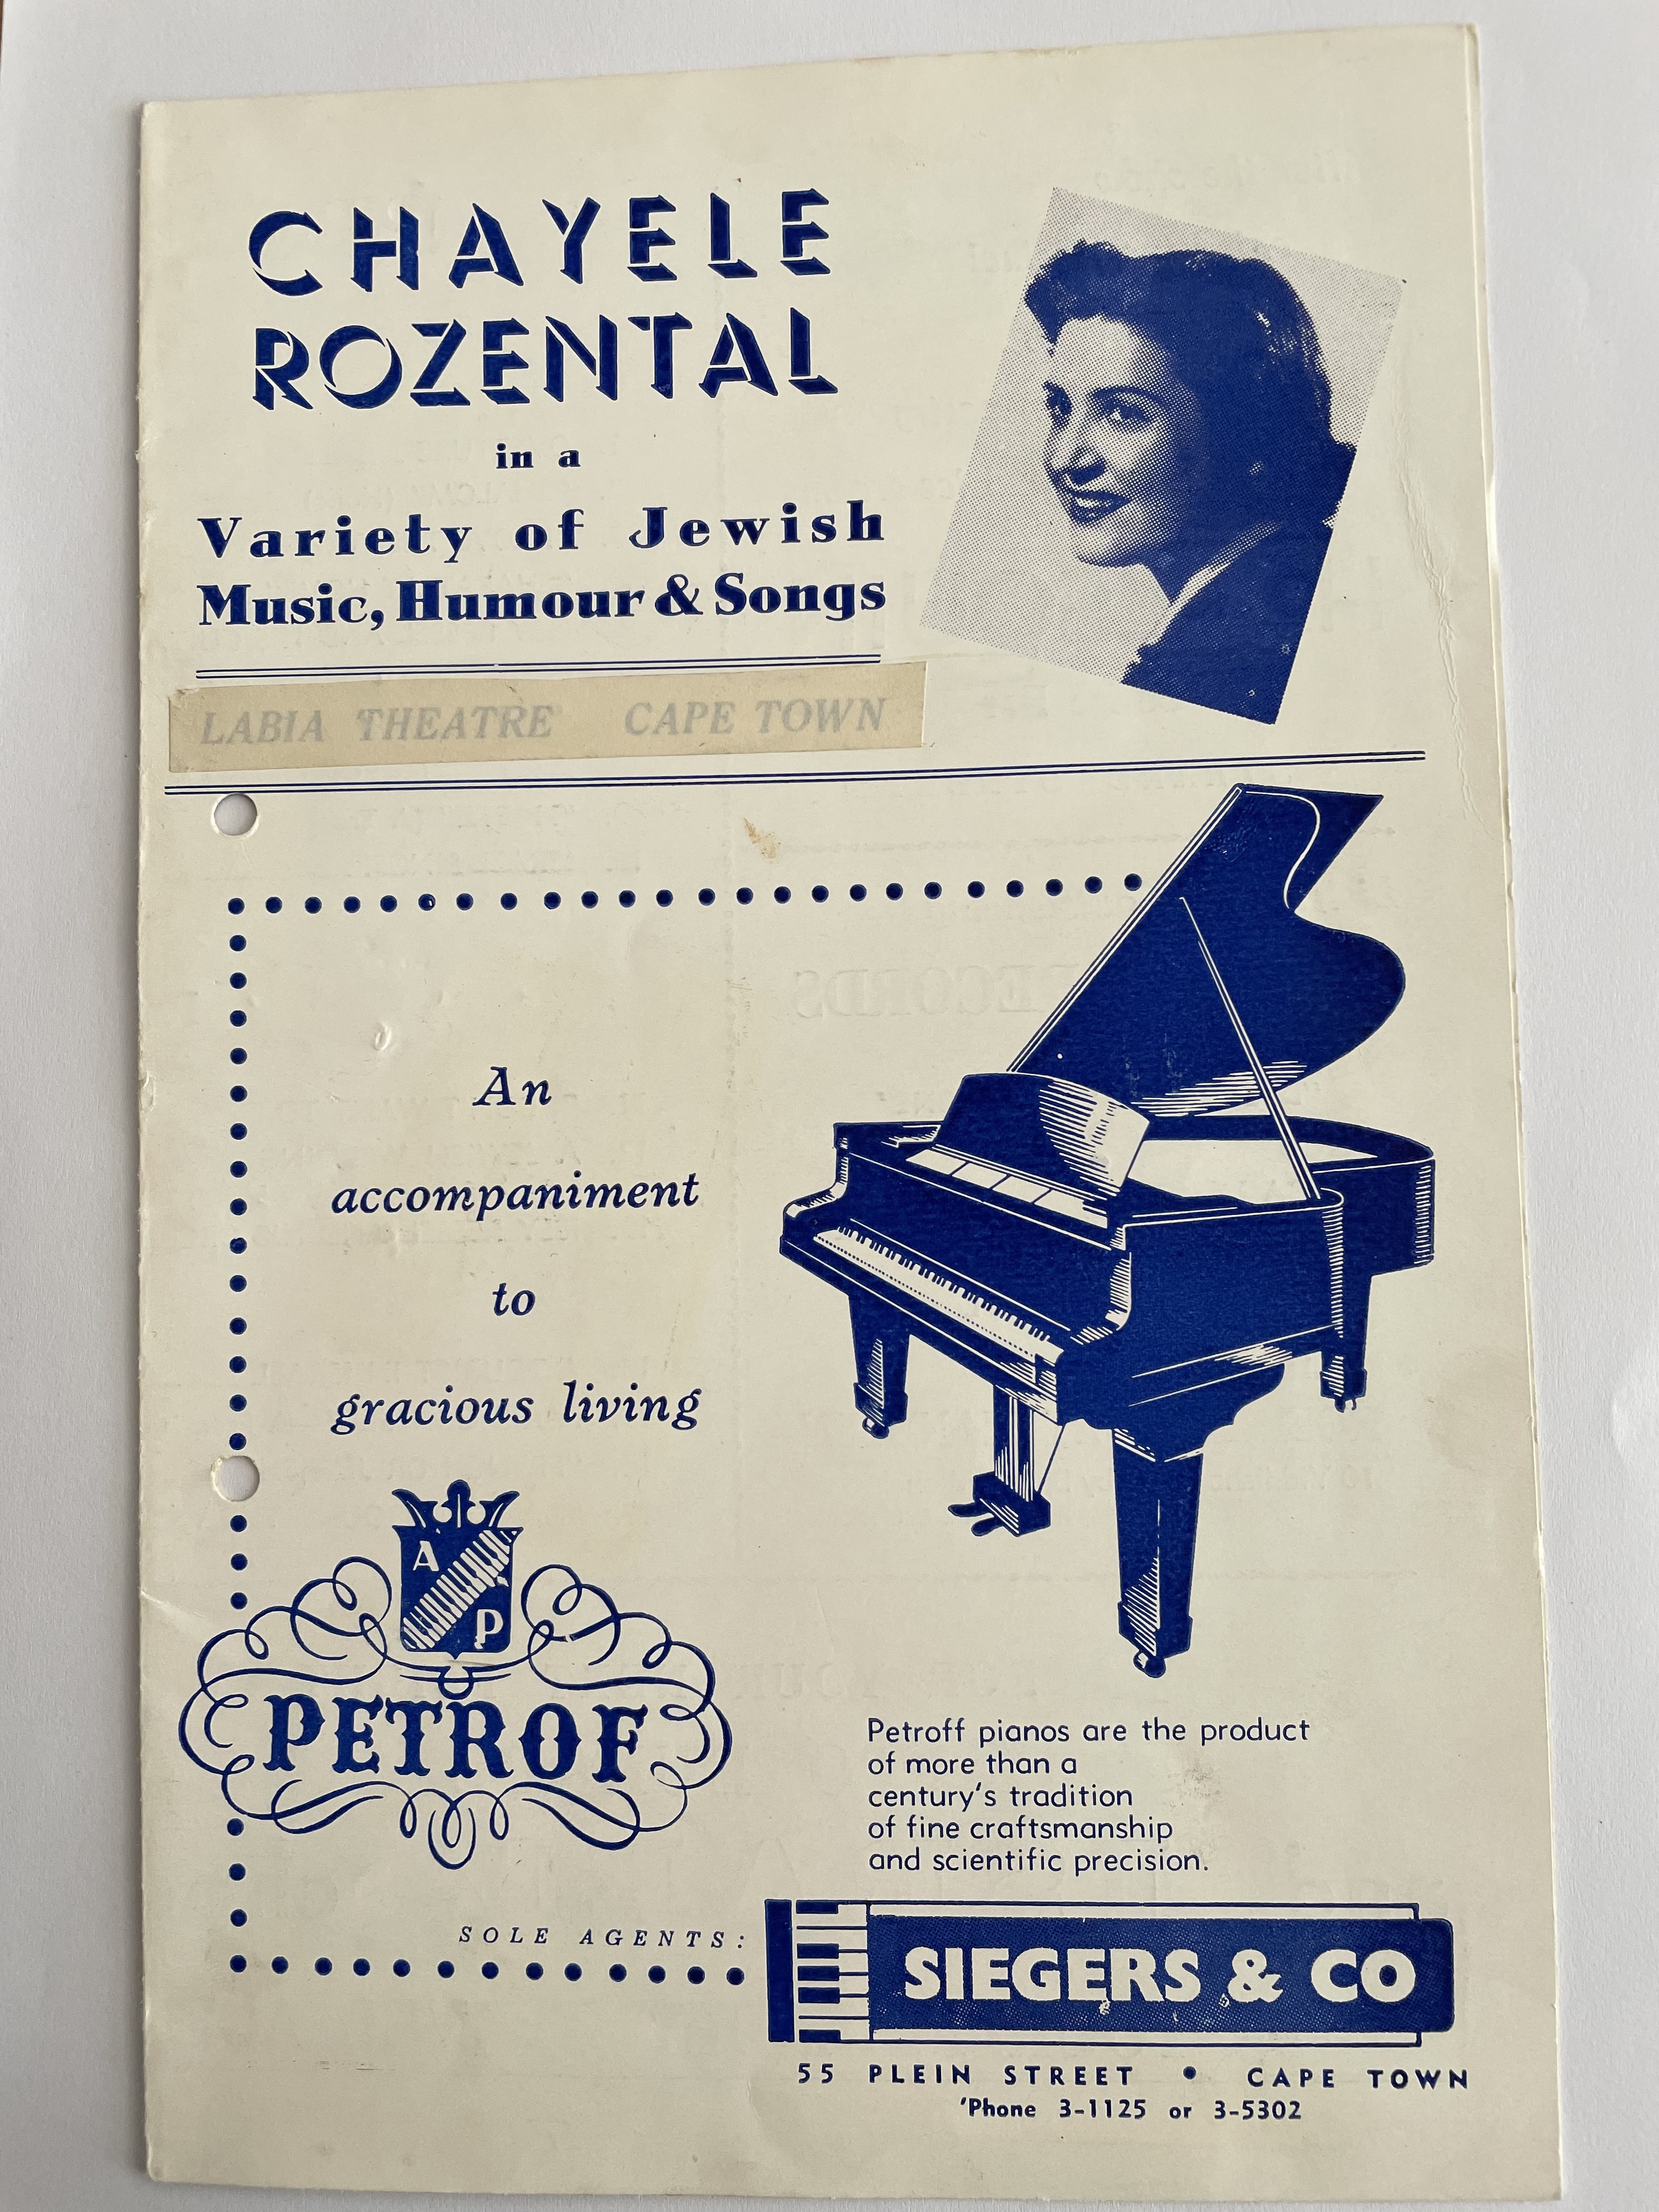 CHAYELE
ROZENTAL
in a
Variety of Jewish
Music, Humour & Songs
LABIA THEATRE CAPE TOWN
An
accompaniment
to
gracious living
A
P
PETROF
Petroff pianos are the product
of more than a
century's tradition
of fine craftsmanship
and scientific precision.
SOLE AGENTS:
SIEGERS & CO
55 PLEIN STREET • CAPE TOWN
'Phone 3-1125 or 3-5302